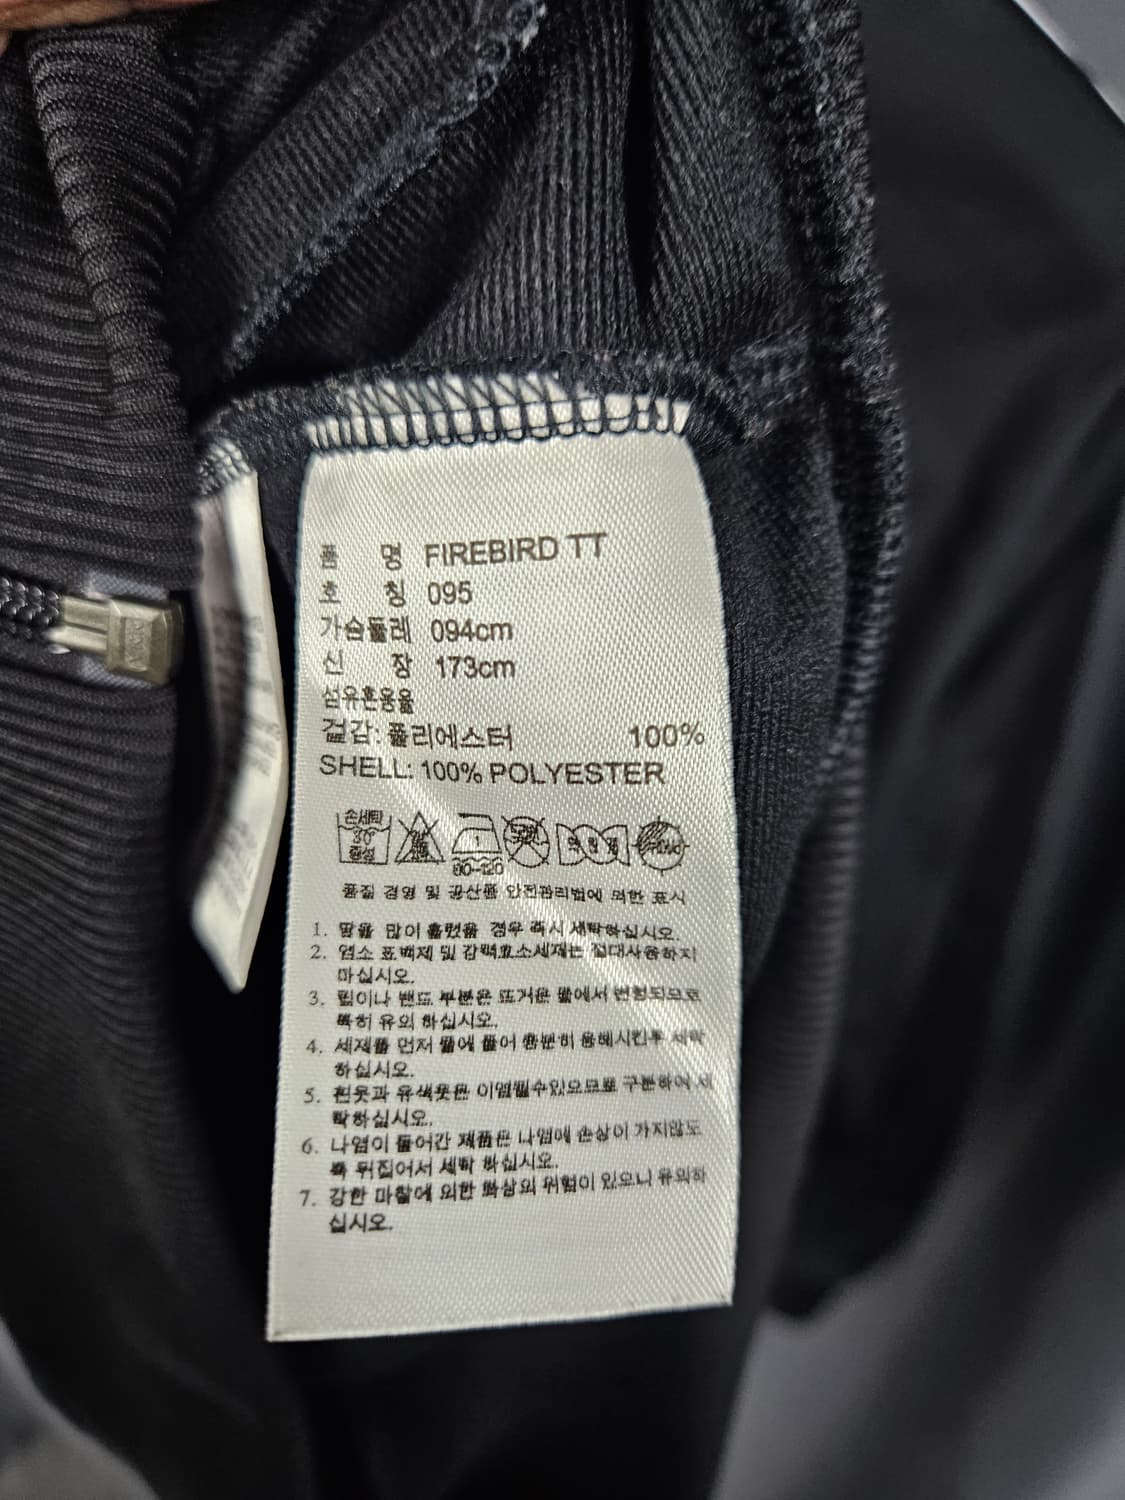 품 명 FIREBIRD TT
호 칭 095
가슴둘레 094cm
신 장 173cm
섬유혼용율
겉감: 폴리에스터 100%
SHELL: 100% POLYESTER
손세탁
30°
중성
80-120
품질 경영 및 공산품 안전관리법에 의한 표시
1. 땀을 많이 흘렸을 경우 즉시 세탁하십시오.
2. 염소 표백제 및 강력효소세제는 절대사용하지
마십시오.
3. 립이나 밴드 부분은 뜨거운 물에서 변형되므로
특히 유의 하십시오.
4. 세제를 먼저 물에 풀어 충분히 용해시킨후 세탁
하십시오.
5. 흰옷과 유색옷은 이염될수있으므로 구분하여 세
탁하십시오.
6. 나염이 들어간 제품은 나염에 손상이 가지않도
록 뒤집어서 세탁 하십시오.
7. 강한 마찰에 의한 화상의 위험이 있으니 유의하
십시오.